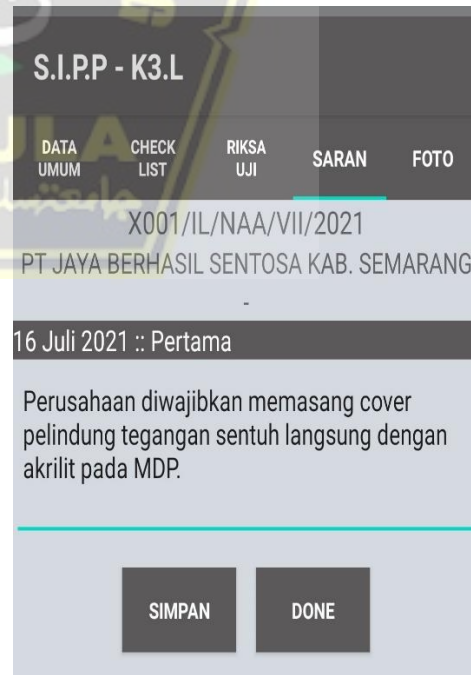 S.I.P.P - K3.L
DATA UMUM
CHECK LIST
RIKSA UJI
SARAN
FOTO
X001/IL/NAA/VII/2021
PT JAYA BERHASIL SENTOSA KAB. SEMARANG
-
16 Juli 2021 :: Pertama
Perusahaan diwajibkan memasang cover
pelindung tegangan sentuh langsung dengan
akrilit pada MDP.
SIMPAN
DONE